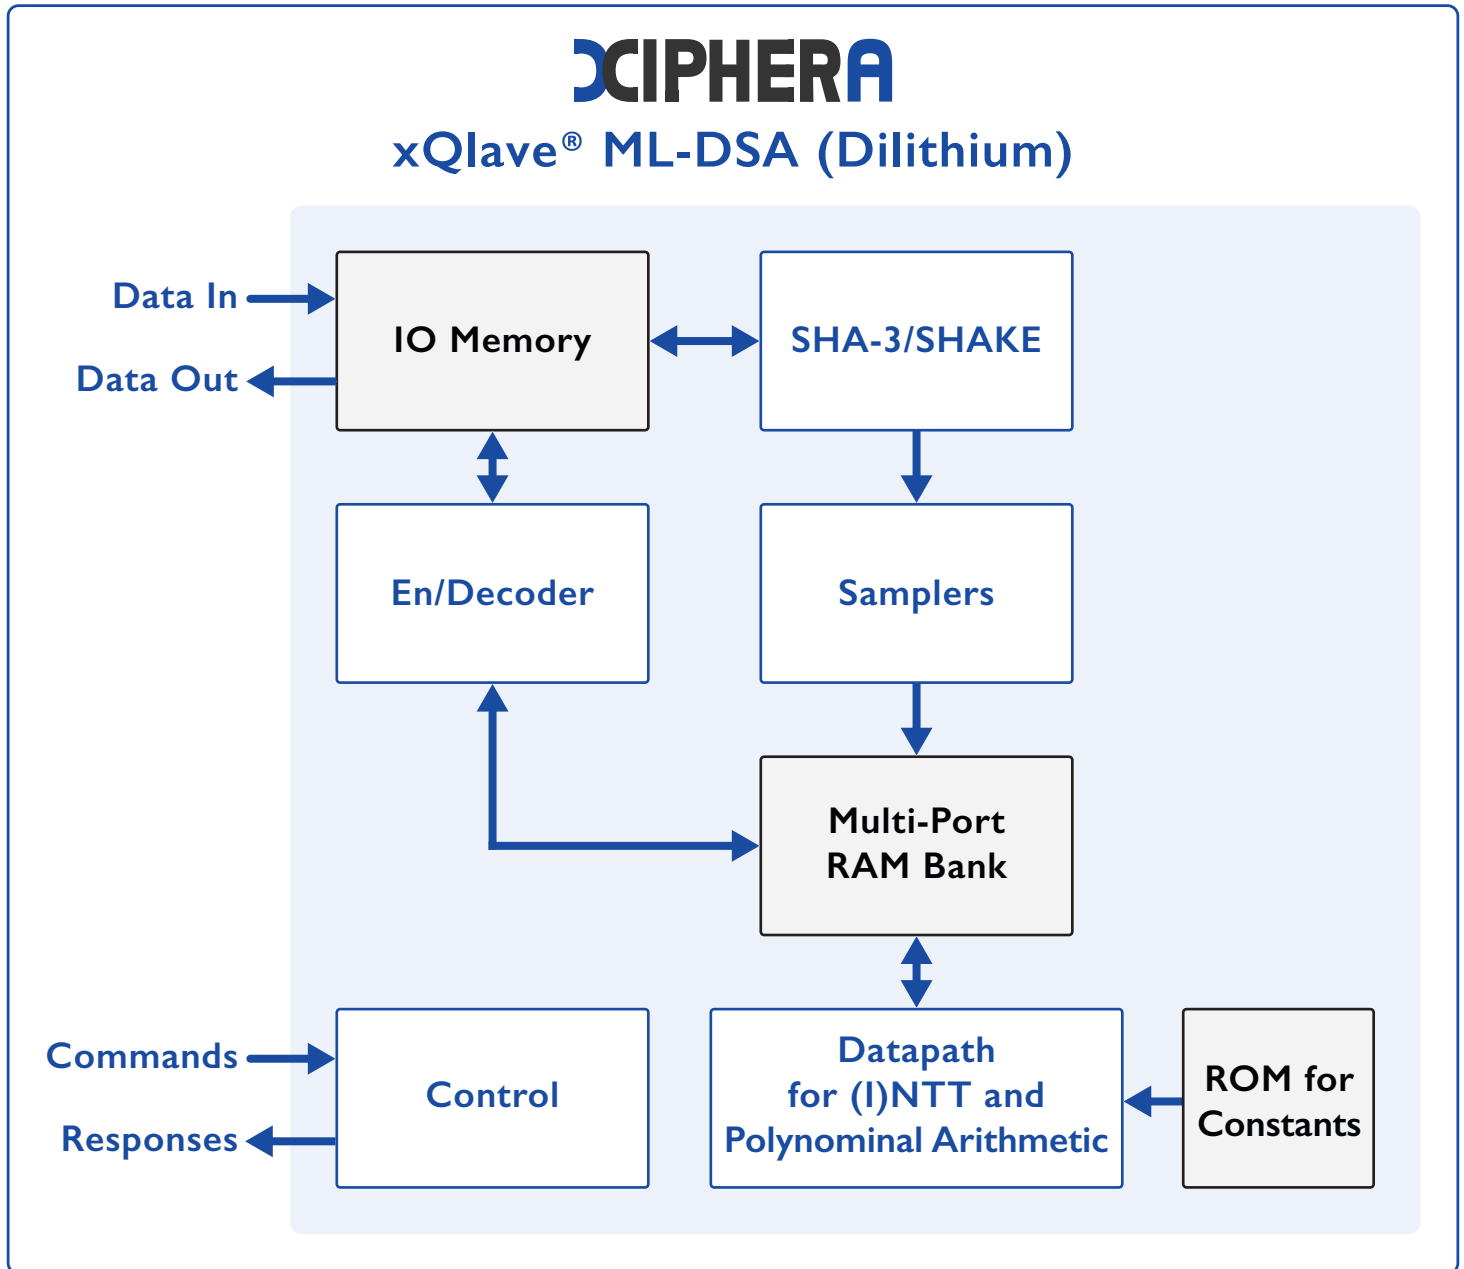 XIPHERA
xQlave® ML-DSA (Dilithium)
Data In
Data Out
IO Memory
SHA-3/SHAKE
En/Decoder
Samplers
Multi-Port
RAM Bank
Commands
Responses
Control
Datapath
for (I)NTT and
Polynominal Arithmetic
ROM for
Constants